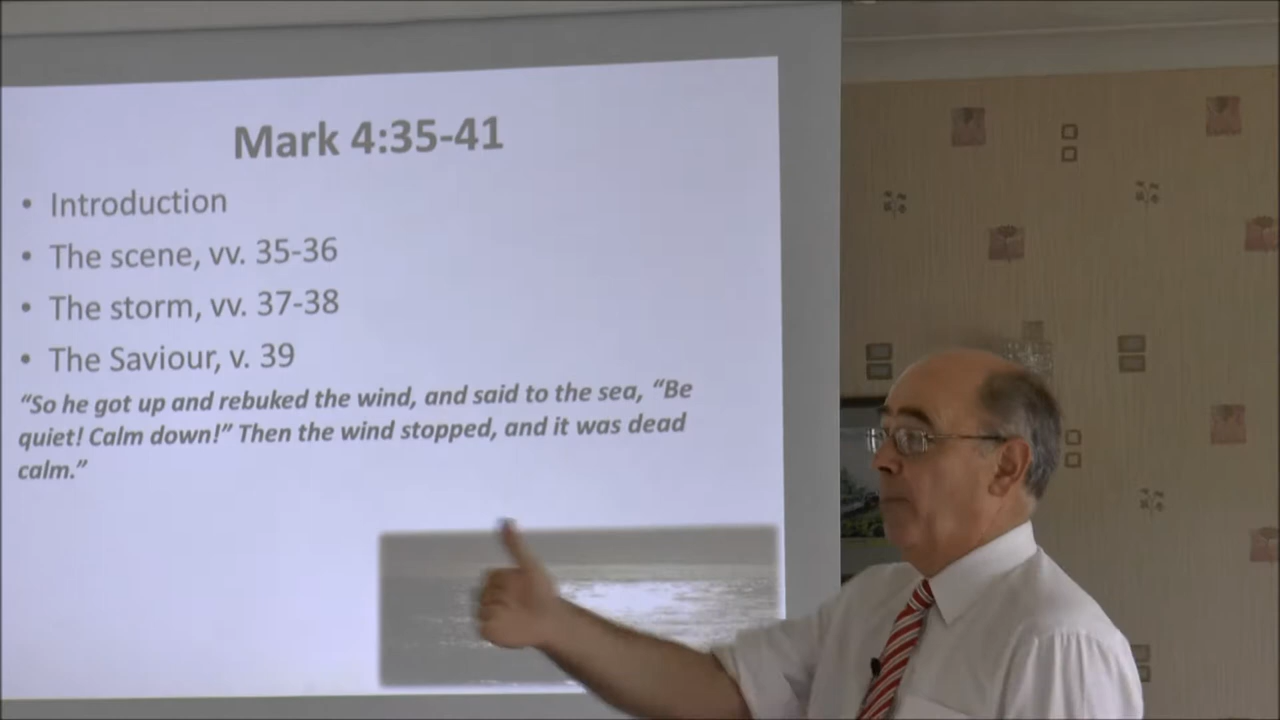 Mark 4:35-41
• Introduction
• The scene, vv. 35-36
• The storm, vv. 37-38
• The Saviour, v. 39
“So he got up and rebuked the wind, and said to the sea, “Be
quiet! Calm down!” Then the wind stopped, and it was dead
calm.”